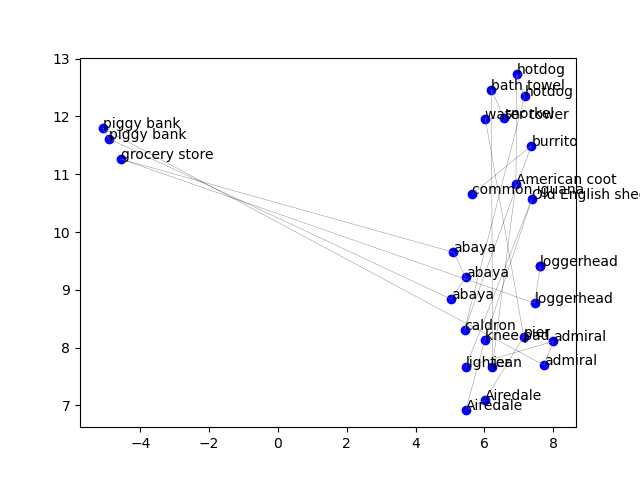 13
hotdog
bath towel
hotdog
12
water tower
snorkel
piggy bank
piggy bank
burrito
grocery store
11
American coot
common iguana
Old English shee
10
abaya
loggerhead
abaya
9
abaya
loggerhead
caldron
pier
knee pad
admiral
8
admiral
lighter
jean
Airedale
7
Airedale
−4
−2
0
2
4
6
8